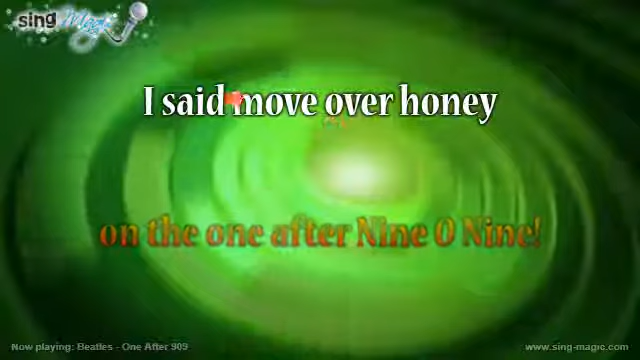 sing Magic
I said move over honey
on the one after Nine O Nine!
Now playing: Beatles - One After 909
www.sing-magic.com